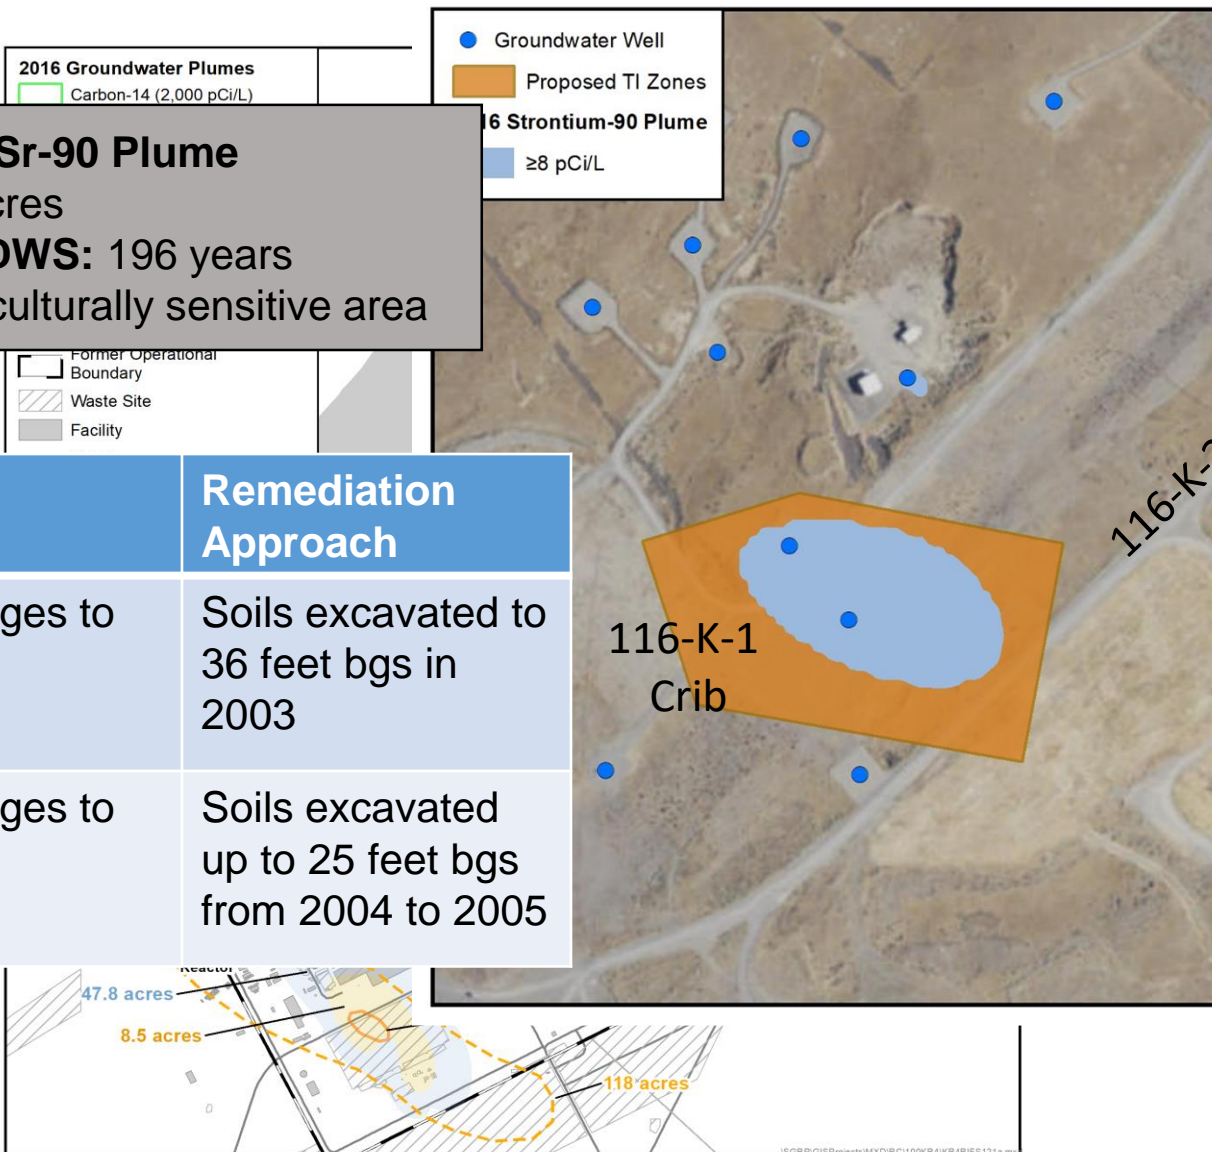 2016 Groundwater Plumes
Carbon-14 (2,000 pCi/L)
Sr-90 Plume
cres
DWS: 196 years
culturally sensitive area
Former Operational
Boundary
Waste Site
Facility
Groundwater Well
Proposed TI Zones
16 Strontium-90 Plume
≥8 pCi/L
Remediation
Approach
ges to
Soils excavated to
36 feet bgs in
2003
ges to
Soils excavated
up to 25 feet bgs
from 2004 to 2005
116-K-1
Crib
116-K-2
Reactor
47.8 acres
8.5 acres
118 acres